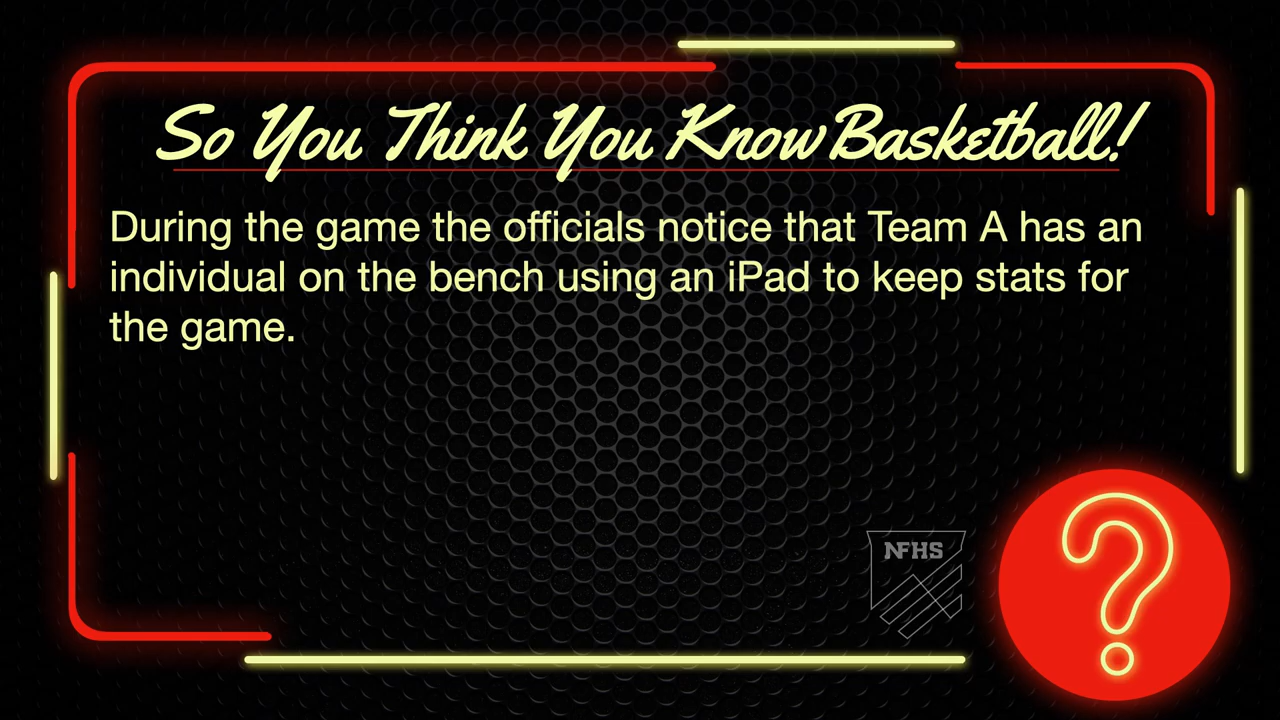 So You Think You Know Basketball!
During the game the officials notice that Team A has an
individual on the bench using an iPad to keep stats for
the game.
NFHS
?